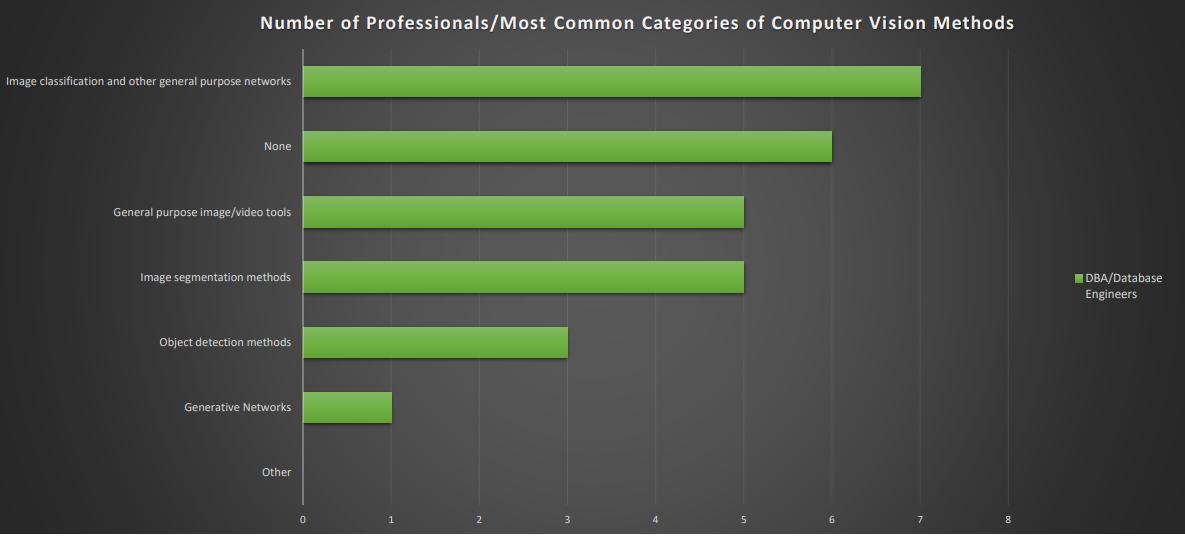 Number of Professionals/Most Common Categories of Computer Vision Methods
Image classification and other general purpose networks
None
General purpose image/video tools
Image segmentation methods
Object detection methods
Generative Networks
Other
0 1 2 3 4 5 6 7 8
DBA/Database
Engineers